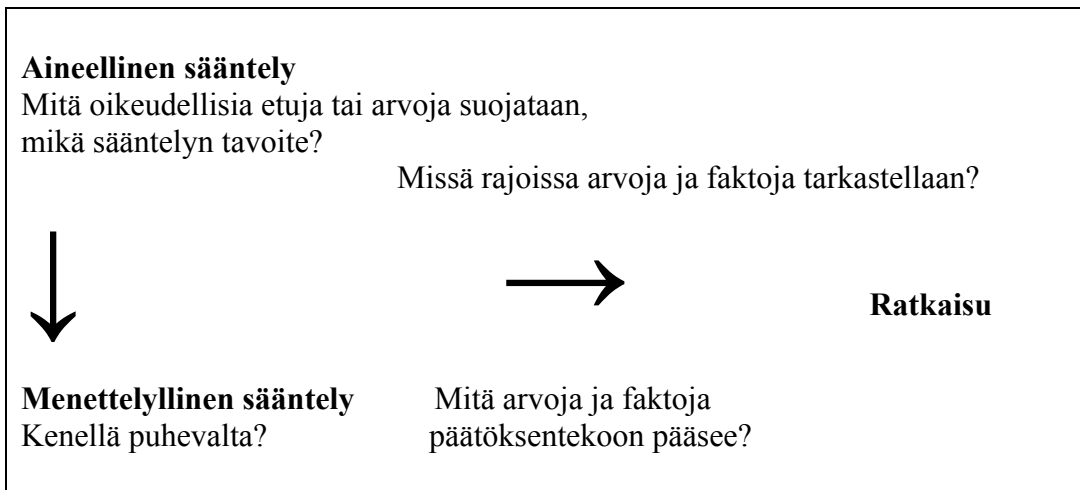 Aineellinen sääntely
Mitä oikeudellisia etuja tai arvoja suojataan,
mikä sääntelyn tavoite?
Missä rajoissa arvoja ja faktoja tarkastellaan?
Ratkaisu
Menettelyllinen sääntely Mitä arvoja ja faktoja
Kenellä puhevalta? päätöksentekoon pääsee?